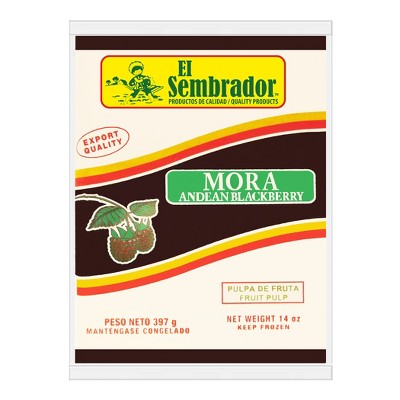 El
Sembrador™
PRODUCTOS DE CALIDAD / QUALITY PRODUCTS
EXPORT
QUALITY
MORA
ANDEAN BLACKBERRY
PULPA DE FRUTA
FRUIT PULP
PESO NETO 397 g
MANTENGASE CONGELADO
NET WEIGHT 14 oz
KEEP FROZEN